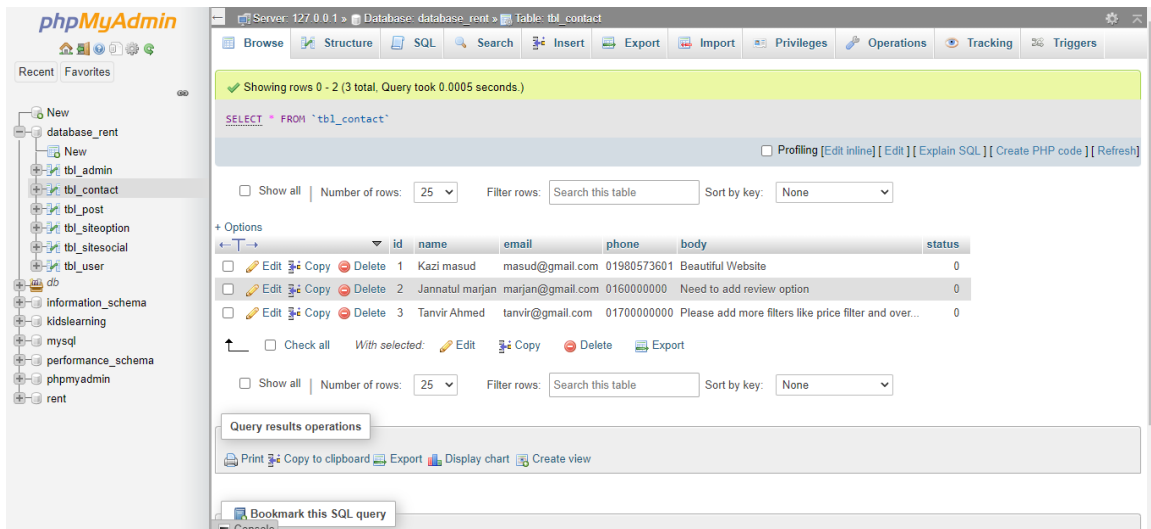 phpMyAdmin
Recent Favorites
New
database_rent
New
tbl_admin
tbl_contact
tbl_post
tbl_siteoption
tbl_sitesocial
tbl_user
db
information_schema
kidslearning
mysql
performance_schema
phpmyadmin
rent
Server: 127.0.0.1 » Database: database_rent » Table: tbl_contact
Browse Structure SQL Search Insert Export Import Privileges Operations Tracking Triggers
Showing rows 0 - 2 (3 total, Query took 0.0005 seconds.)
SELECT * FROM `tbl_contact`
Profiling [Edit inline] [ Edit ] [ Explain SQL ] [ Create PHP code ] [ Refresh]
Show all | Number of rows: 25 Filter rows: Search this table Sort by key: None
+ Options
←T→ id name email phone body status
Edit Copy Delete 1 Kazi masud masud@gmail.com 01980573601 Beautiful Website 0
Edit Copy Delete 2 Jannatul marjan marjan@gmail.com 0160000000 Need to add review option 0
Edit Copy Delete 3 Tanvir Ahmed tanvir@gmail.com 01700000000 Please add more filters like price filter and over... 0
Check all With selected: Edit Copy Delete Export
Show all | Number of rows: 25 Filter rows: Search this table Sort by key: None
Query results operations
Print Copy to clipboard Export Display chart Create view
Bookmark this SQL query
Console